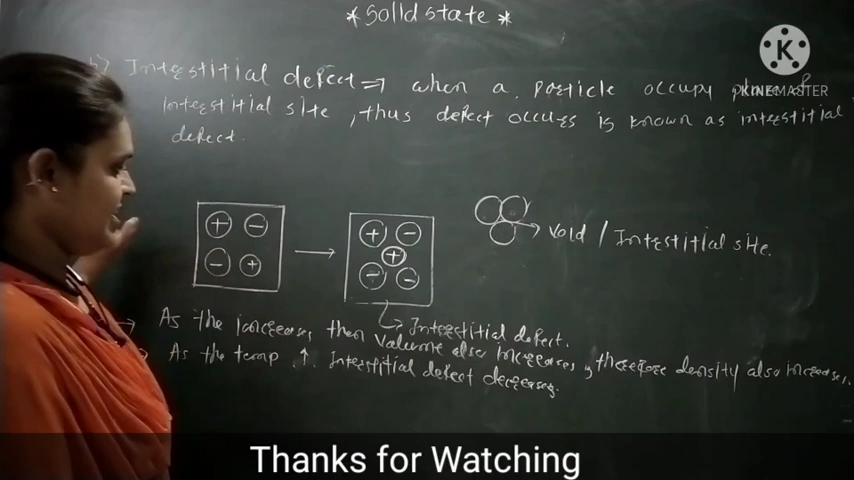 * Solid state *
K
KINEMASTER
b) Interstitial defect ⇒ when a particle occupy place of
interstitial site, thus defect occurs is known as interstitial
defect.
+ −
− +
→
+ −
+
− −
→ void / Interstitial site.
→ Interstitial defect.
→ As the increases, then volume also increases, therefore density also increases.
As the temp ↑. Interstitial defect decreases.
Thanks for Watching